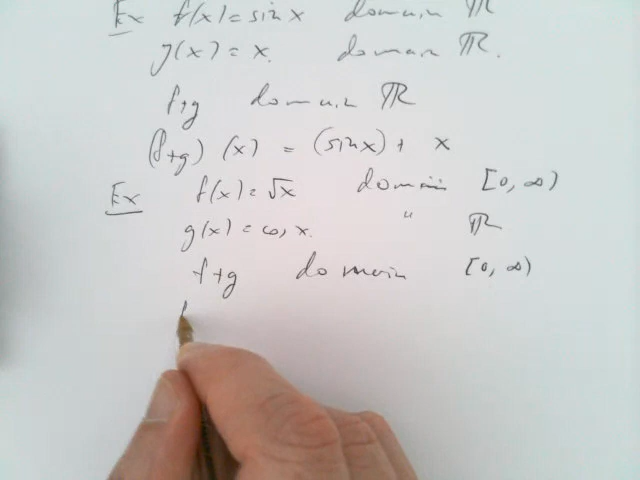 Ex f(x) = sin x domain ℝ
g(x) = x. domain ℝ.
f+g domain ℝ
(f+g) (x) = (sin x) + x
Ex f(x) = √x domain [0, ∞)
g(x) = cos x. " ℝ
f+g domain [0, ∞)